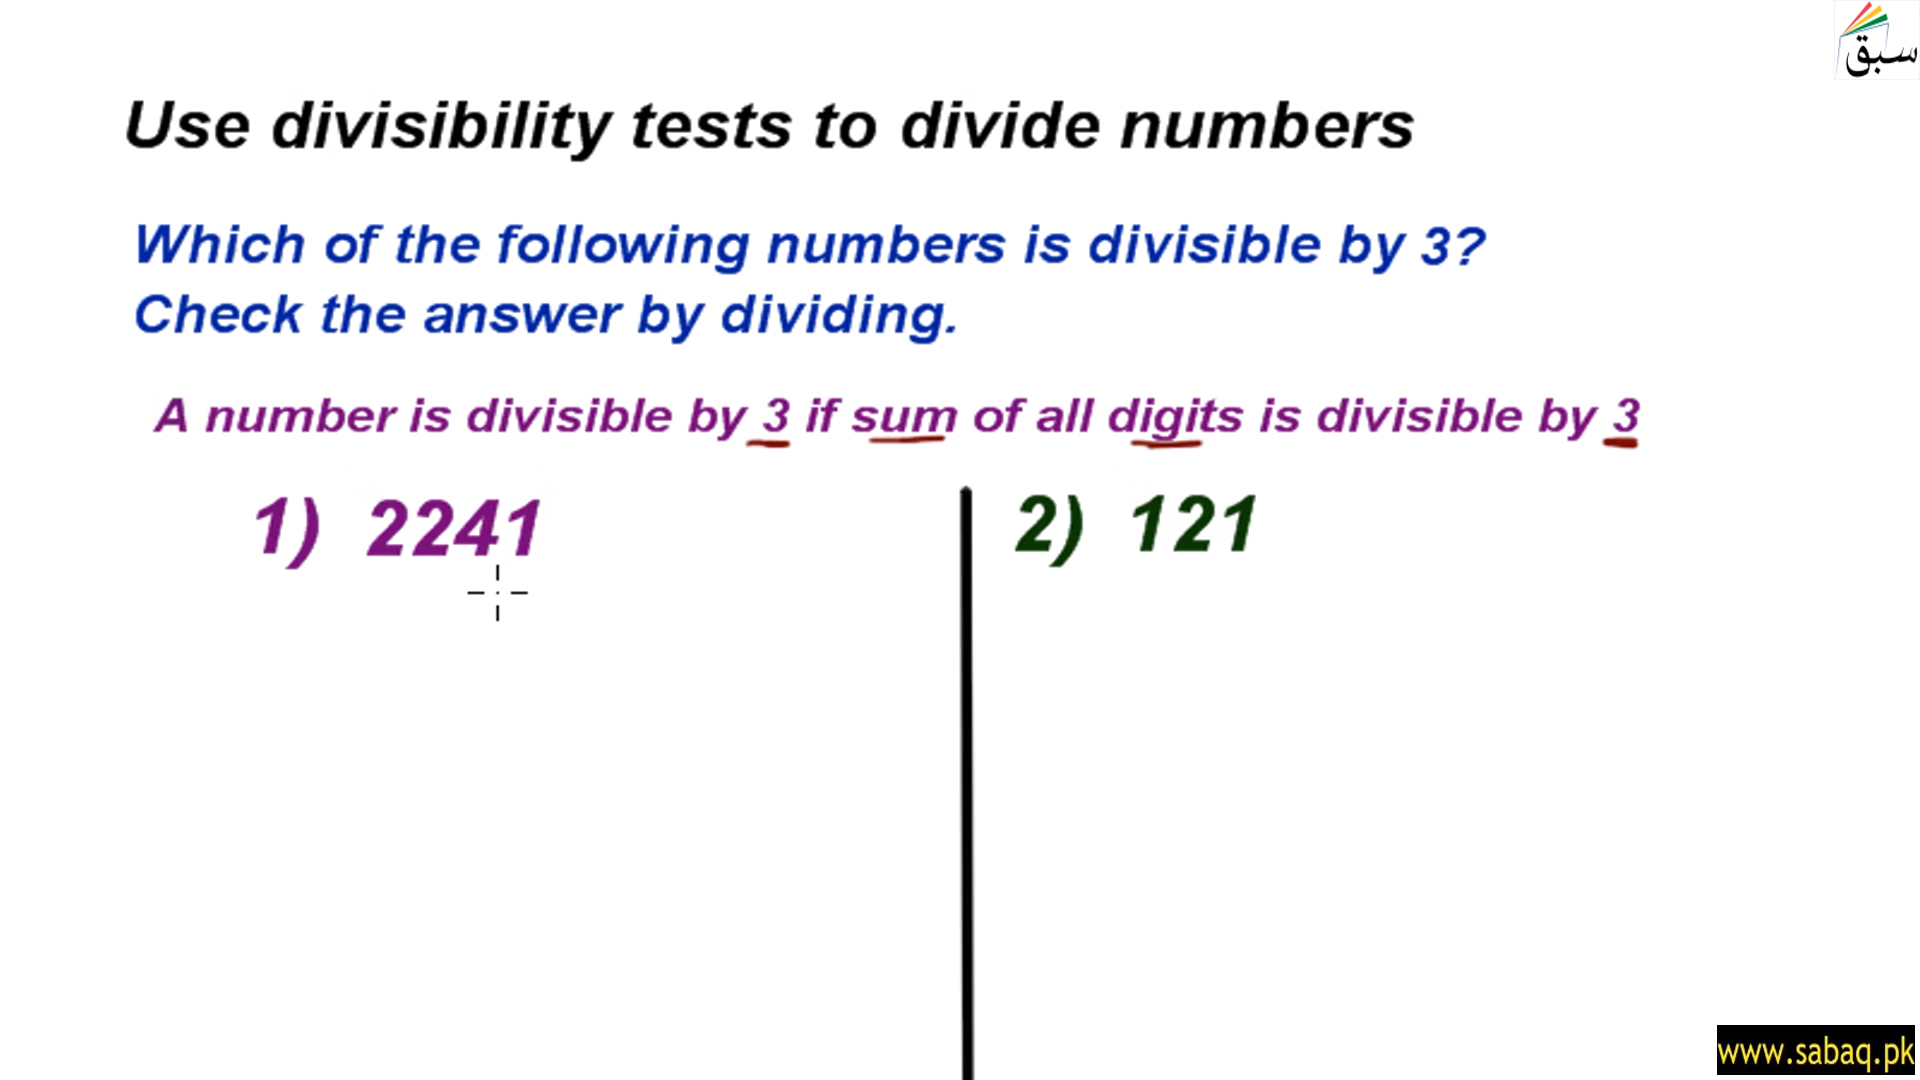 سبق
Use divisibility tests to divide numbers
Which of the following numbers is divisible by 3?
Check the answer by dividing.
A number is divisible by 3 if sum of all digits is divisible by 3
1) 2241
2) 121
www.sabaq.pk